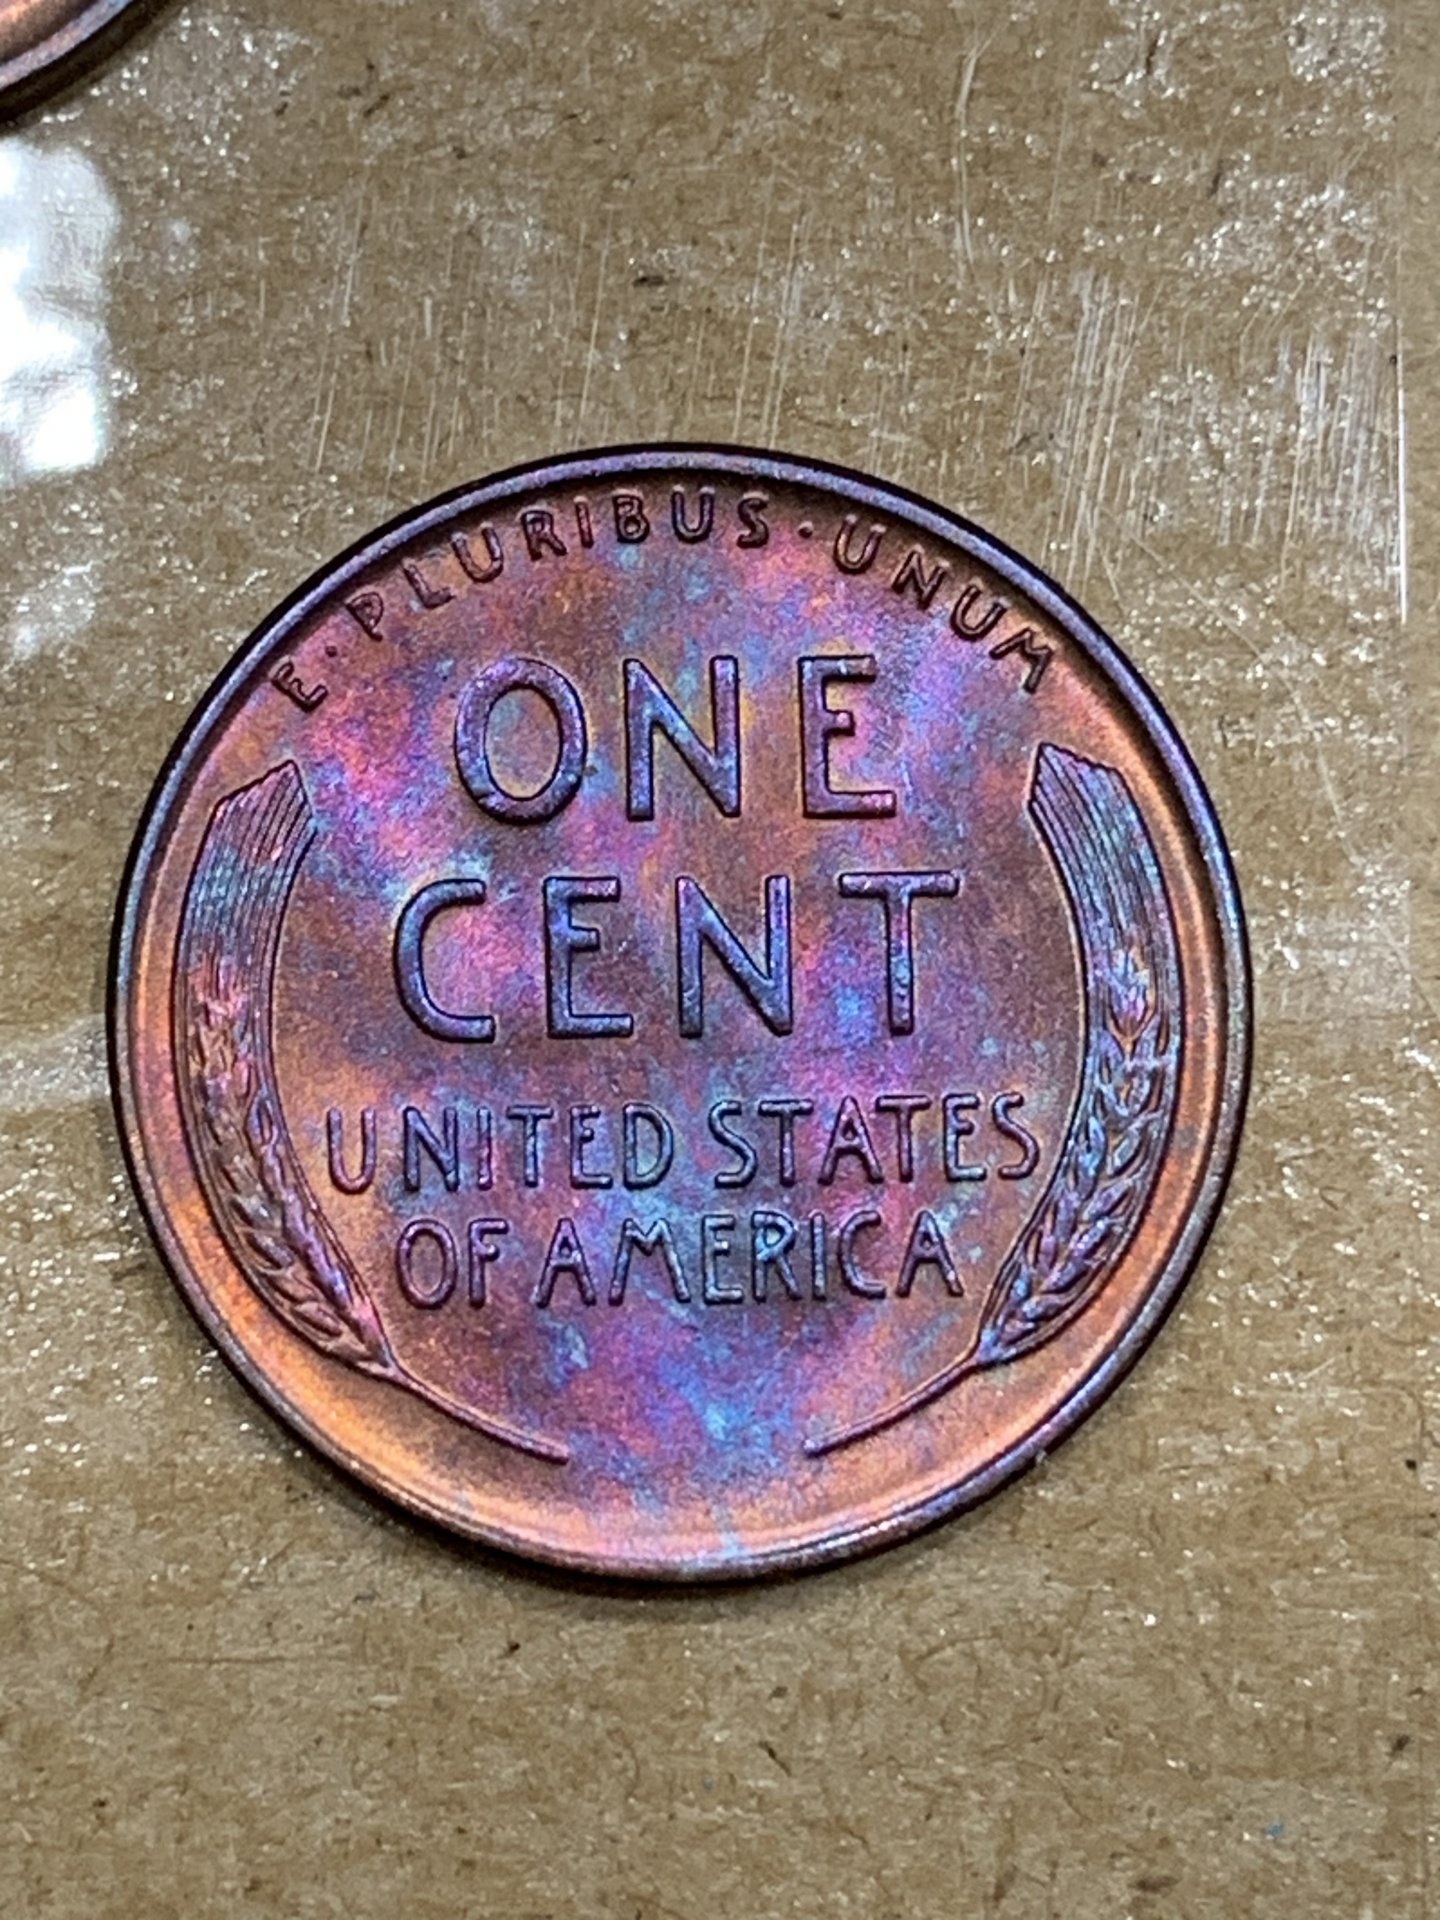 E·PLURIBUS·UNUM
ONE
CENT
UNITED STATES
OF AMERICA